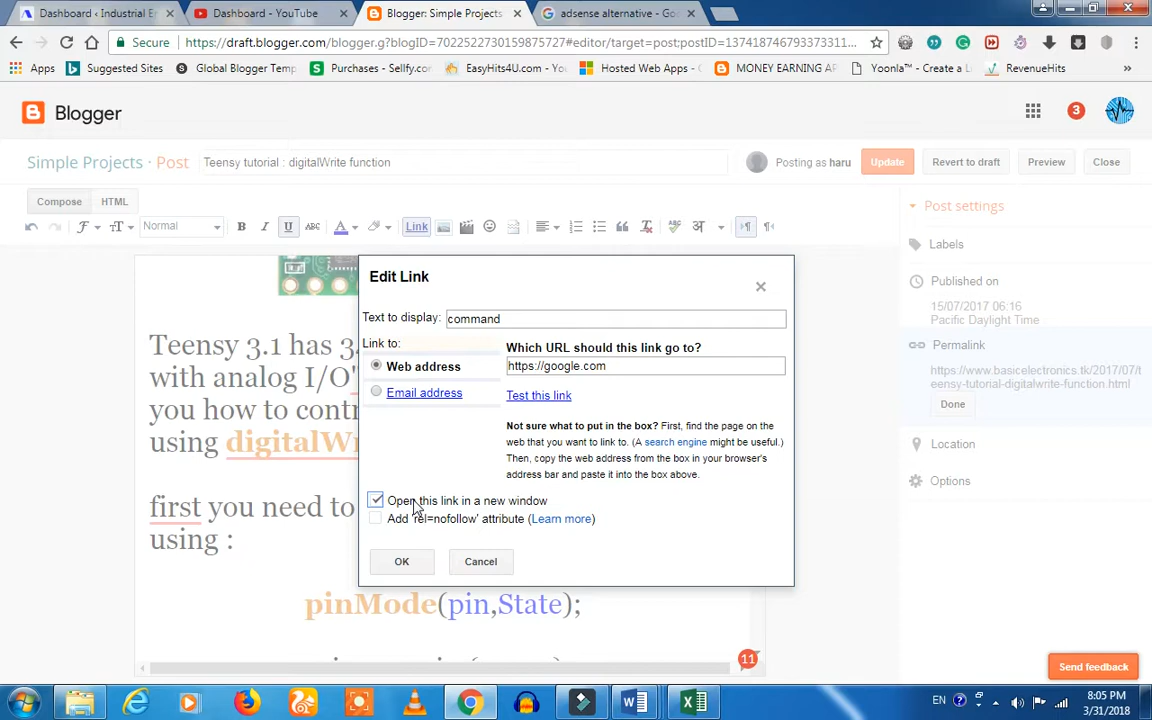 Dashboard ‹ Industrial E
Dashboard - YouTube
Blogger: Simple Projects
adsense alternative - Go
Secure
https://draft.blogger.com/blogger.g?blogID=7022522730159875727#editor/target=post;postID=137418746793373311...
Apps
Suggested Sites
Global Blogger Temp
Purchases - Sellfy.com
EasyHits4U.com - You
Hosted Web Apps -
MONEY EARNING AP
Yoonla™ - Create a L
RevenueHits
»
Blogger
3
Simple Projects · Post
Teensy tutorial : digitalWrite function
Posting as haru
Update
Revert to draft
Preview
Close
Compose
HTML
Normal
B
I
U
ABC
A
Link
अ
Post settings
Labels
Published on
15/07/2017 06:16
Pacific Daylight Time
Permalink
https://www.basicelectronics.tk/2017/07/t
eensy-tutorial-digitalwrite-function.html
Done
Location
Options
Edit Link
Text to display:
command
Link to:
Web address
Email address
Which URL should this link go to?
https://google.com
Test this link
Not sure what to put in the box? First, find the page on the
web that you want to link to. (A search engine might be useful.)
Then, copy the web address from the box in your browser's
address bar and paste it into the box above.
Open this link in a new window
Add 'rel=nofollow' attribute (Learn more)
OK
Cancel
Teensy 3.1 has 3
with analog I/O"
you how to contr
using digitalWr
first you need to
using :
pinMode(pin,State);
11
Send feedback
EN
8:05 PM
3/31/2018